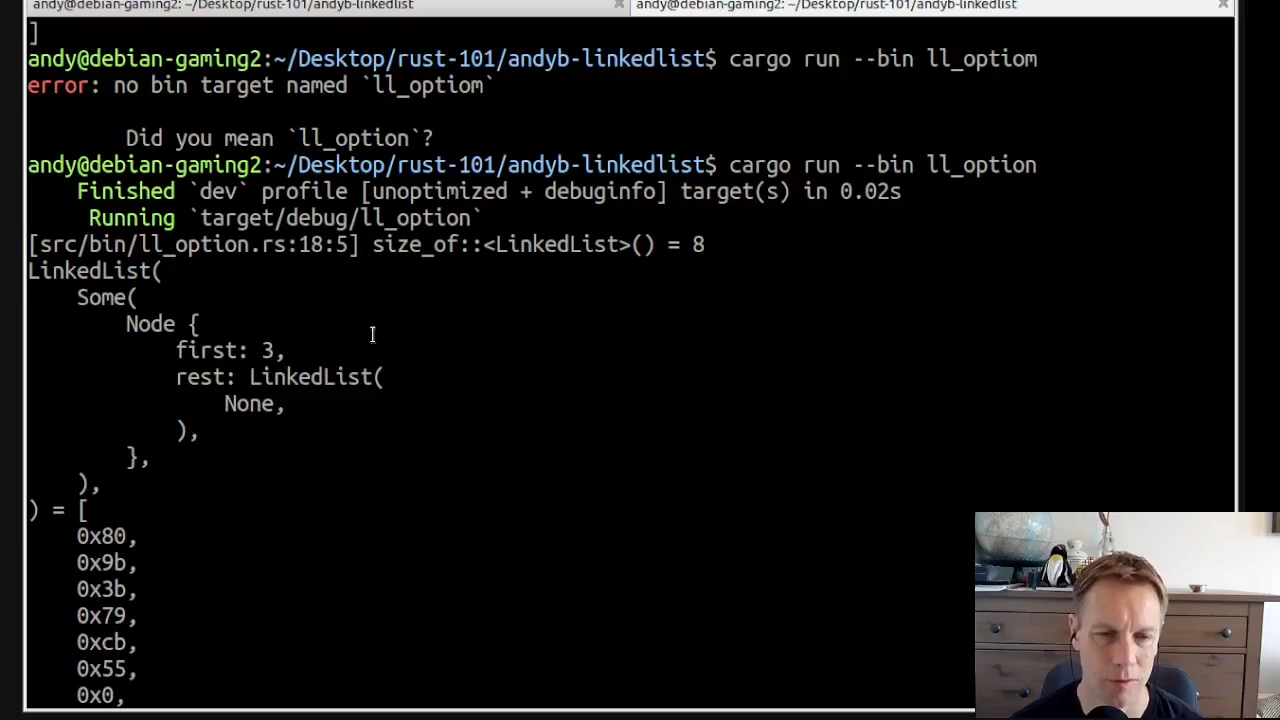 andy@debian-gaming2: ~/Desktop/rust-101/andyb-linkedlist
andy@debian-gaming2: ~/Desktop/rust-101/andyb-linkedlist
]
andy@debian-gaming2:~/Desktop/rust-101/andyb-linkedlist$ cargo run --bin ll_optiom
error: no bin target named `ll_optiom`
Did you mean `ll_option`?
andy@debian-gaming2:~/Desktop/rust-101/andyb-linkedlist$ cargo run --bin ll_option
Finished `dev` profile [unoptimized + debuginfo] target(s) in 0.02s
Running `target/debug/ll_option`
[src/bin/ll_option.rs:18:5] size_of::<LinkedList>() = 8
LinkedList(
Some(
Node {
first: 3,
rest: LinkedList(
None,
),
},
),
) = [
0x80,
0x9b,
0x3b,
0x79,
0xcb,
0x55,
0x0,